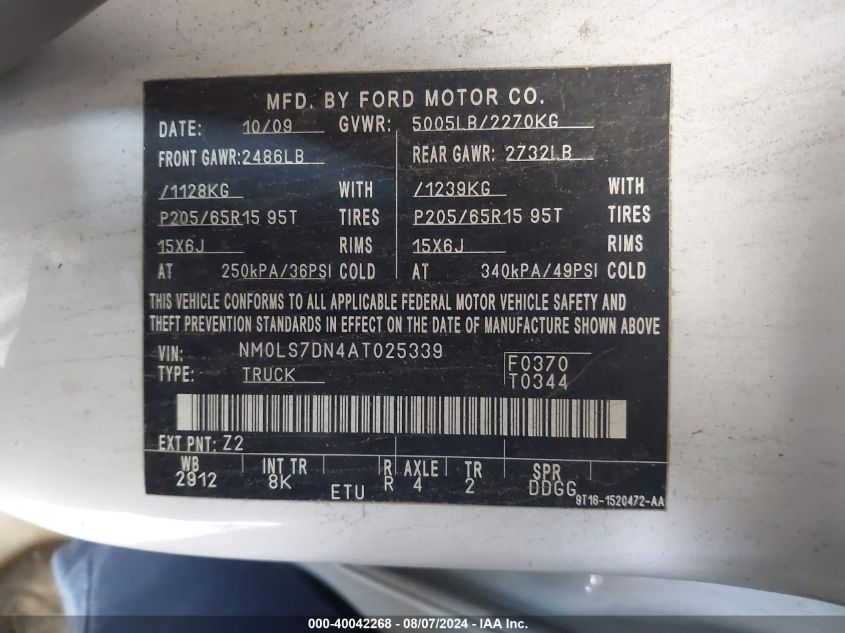 MFD. BY FORD MOTOR CO.
DATE: 10/09 GVWR: 5005LB/2270KG
FRONT GAWR: 2486LB REAR GAWR: 2732LB
/1128KG WITH /1239KG WITH
P205/65R15 95T TIRES P205/65R15 95T TIRES
15X6J RIMS 15X6J RIMS
AT 250kPA/36PSI COLD AT 340kPA/49PSI COLD
THIS VEHICLE CONFORMS TO ALL APPLICABLE FEDERAL MOTOR VEHICLE SAFETY AND
THEFT PREVENTION STANDARDS IN EFFECT ON THE DATE OF MANUFACTURE SHOWN ABOVE
VIN: NM0LS7DN4AT025339 F0370
TYPE: TRUCK T0344
EXT PNT: Z2
WB INT TR R AXLE TR SPR
2912 8K ETU R 4 2 DDGG
9T16-1520472-AA
000-40042268 - 08/07/2024 - IAA, Inc.